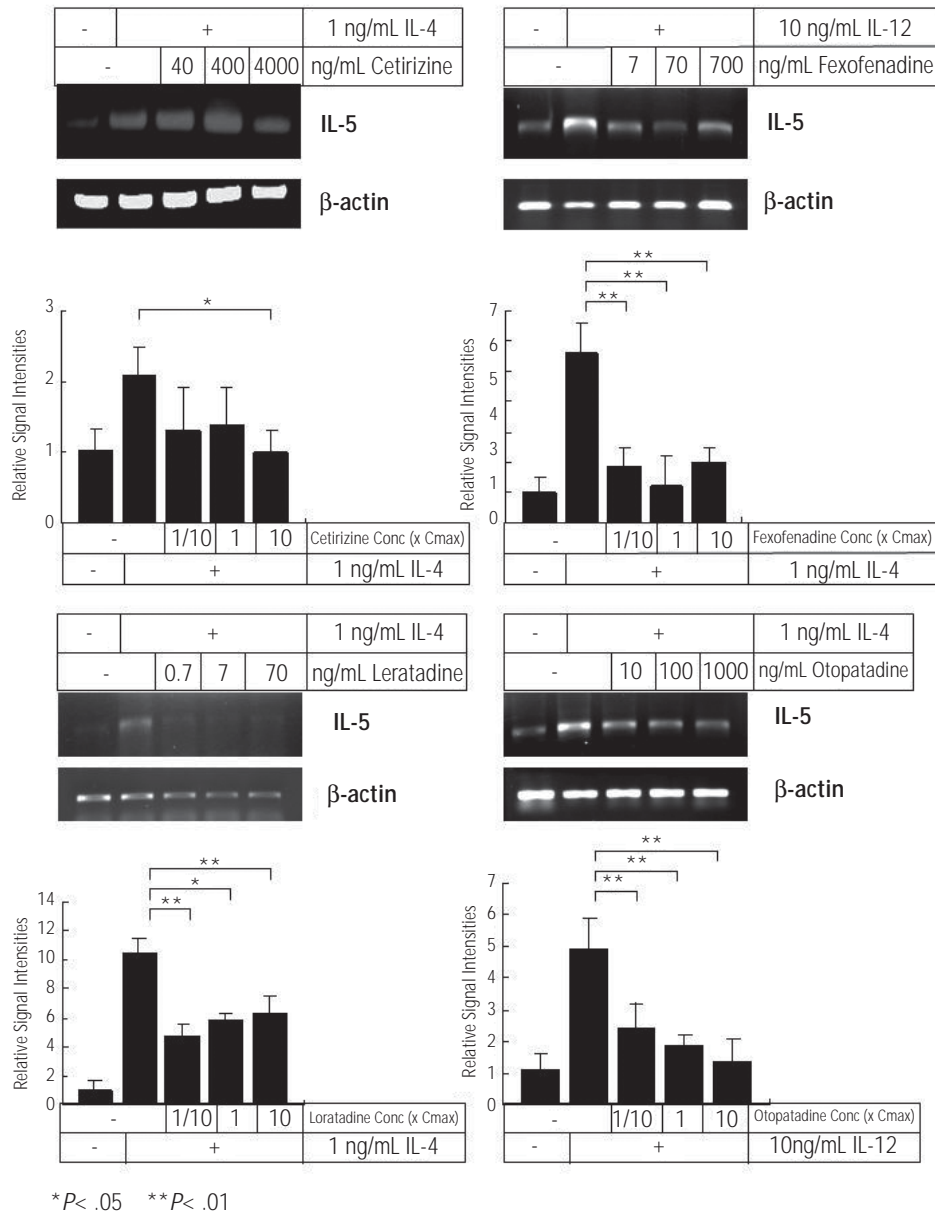 - + 1 ng/mL IL-4
- 40 400 4000 ng/mL Cetirizine
IL-5
β-actin
*
3
2
1
0
Relative Signal Intensities
- 1/10 1 10 Cetirizine Conc (x Cmax)
- + 1 ng/mL IL-4
- + 10 ng/mL IL-12
- 7 70 700 ng/mL Fexofenadine
IL-5
β-actin
**
**
**
7
6
5
4
3
1
0
Relative Signal Intensities
- 1/10 1 10 Fexofenadine Conc (x Cmax)
- + 1 ng/mL IL-4
- + 1 ng/mL IL-4
- 0.7 7 70 ng/mL Leratadine
IL-5
β-actin
**
*
**
14
12
10
8
6
4
2
0
Relative Signal Intensities
- 1/10 1 10 Loratadine Conc (x Cmax)
- + 1 ng/mL IL-4
- + 1 ng/mL IL-4
- 10 100 1000 ng/mL Otopatadine
IL-5
β-actin
**
**
**
7
6
5
4
3
2
1
0
Relative Signal Intensities
- 1/10 1 10 Otopatadine Conc (x Cmax)
- + 10ng/mL IL-12
*P< .05 **P< .01